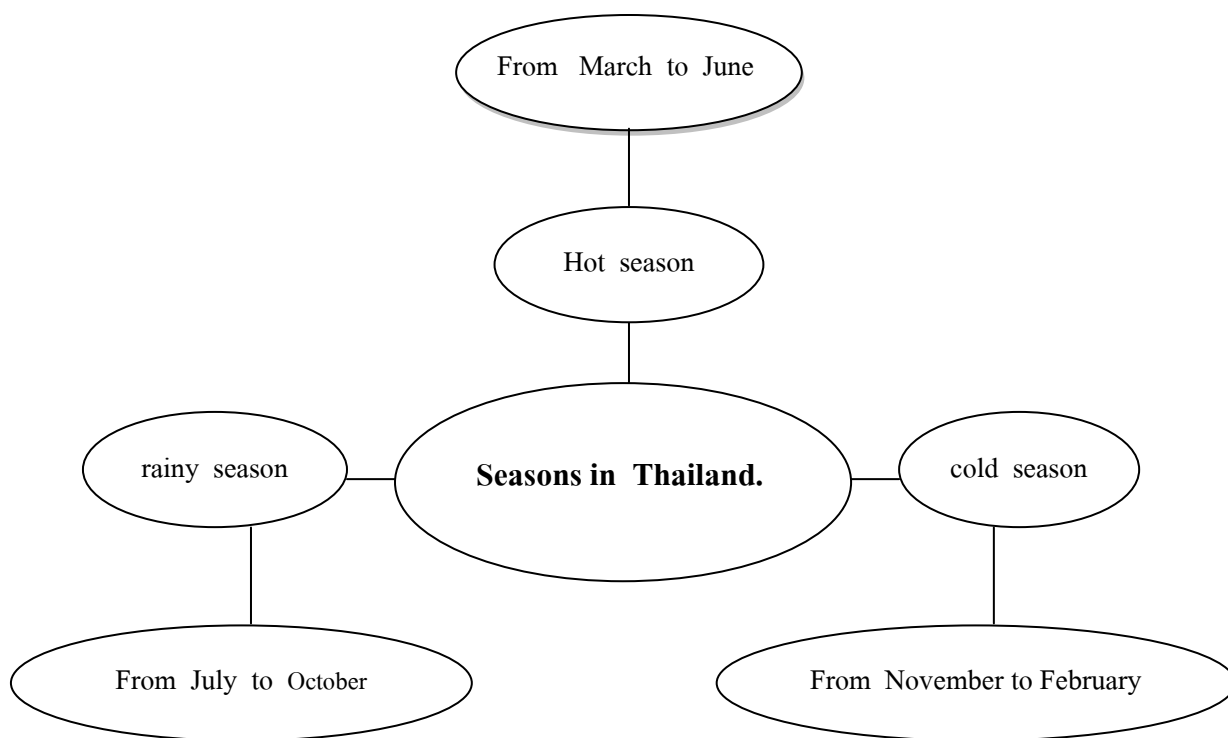 From March to June
Hot season
rainy season
Seasons in Thailand.
cold season
From July to October
From November to February